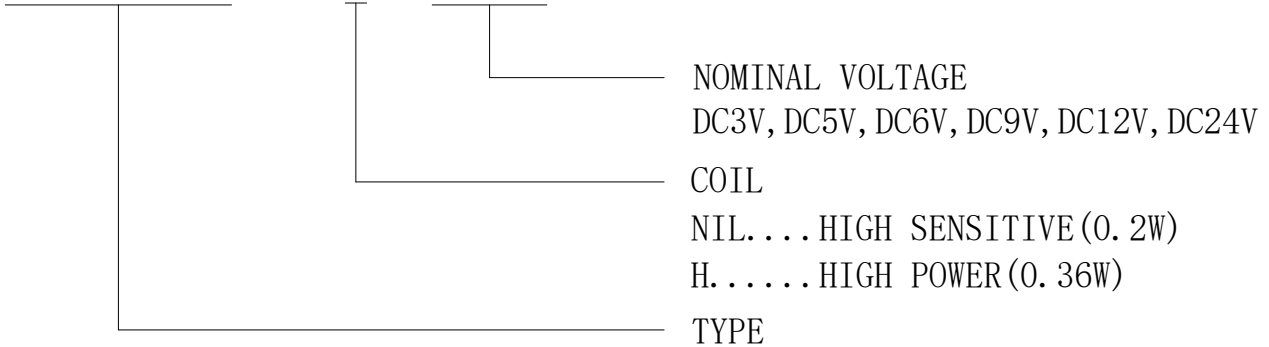 NOMINAL VOLTAGE
DC3V,DC5V,DC6V,DC9V,DC12V,DC24V
COIL
NIL....HIGH SENSITIVE(0.2W)
H......HIGH POWER(0.36W)
TYPE